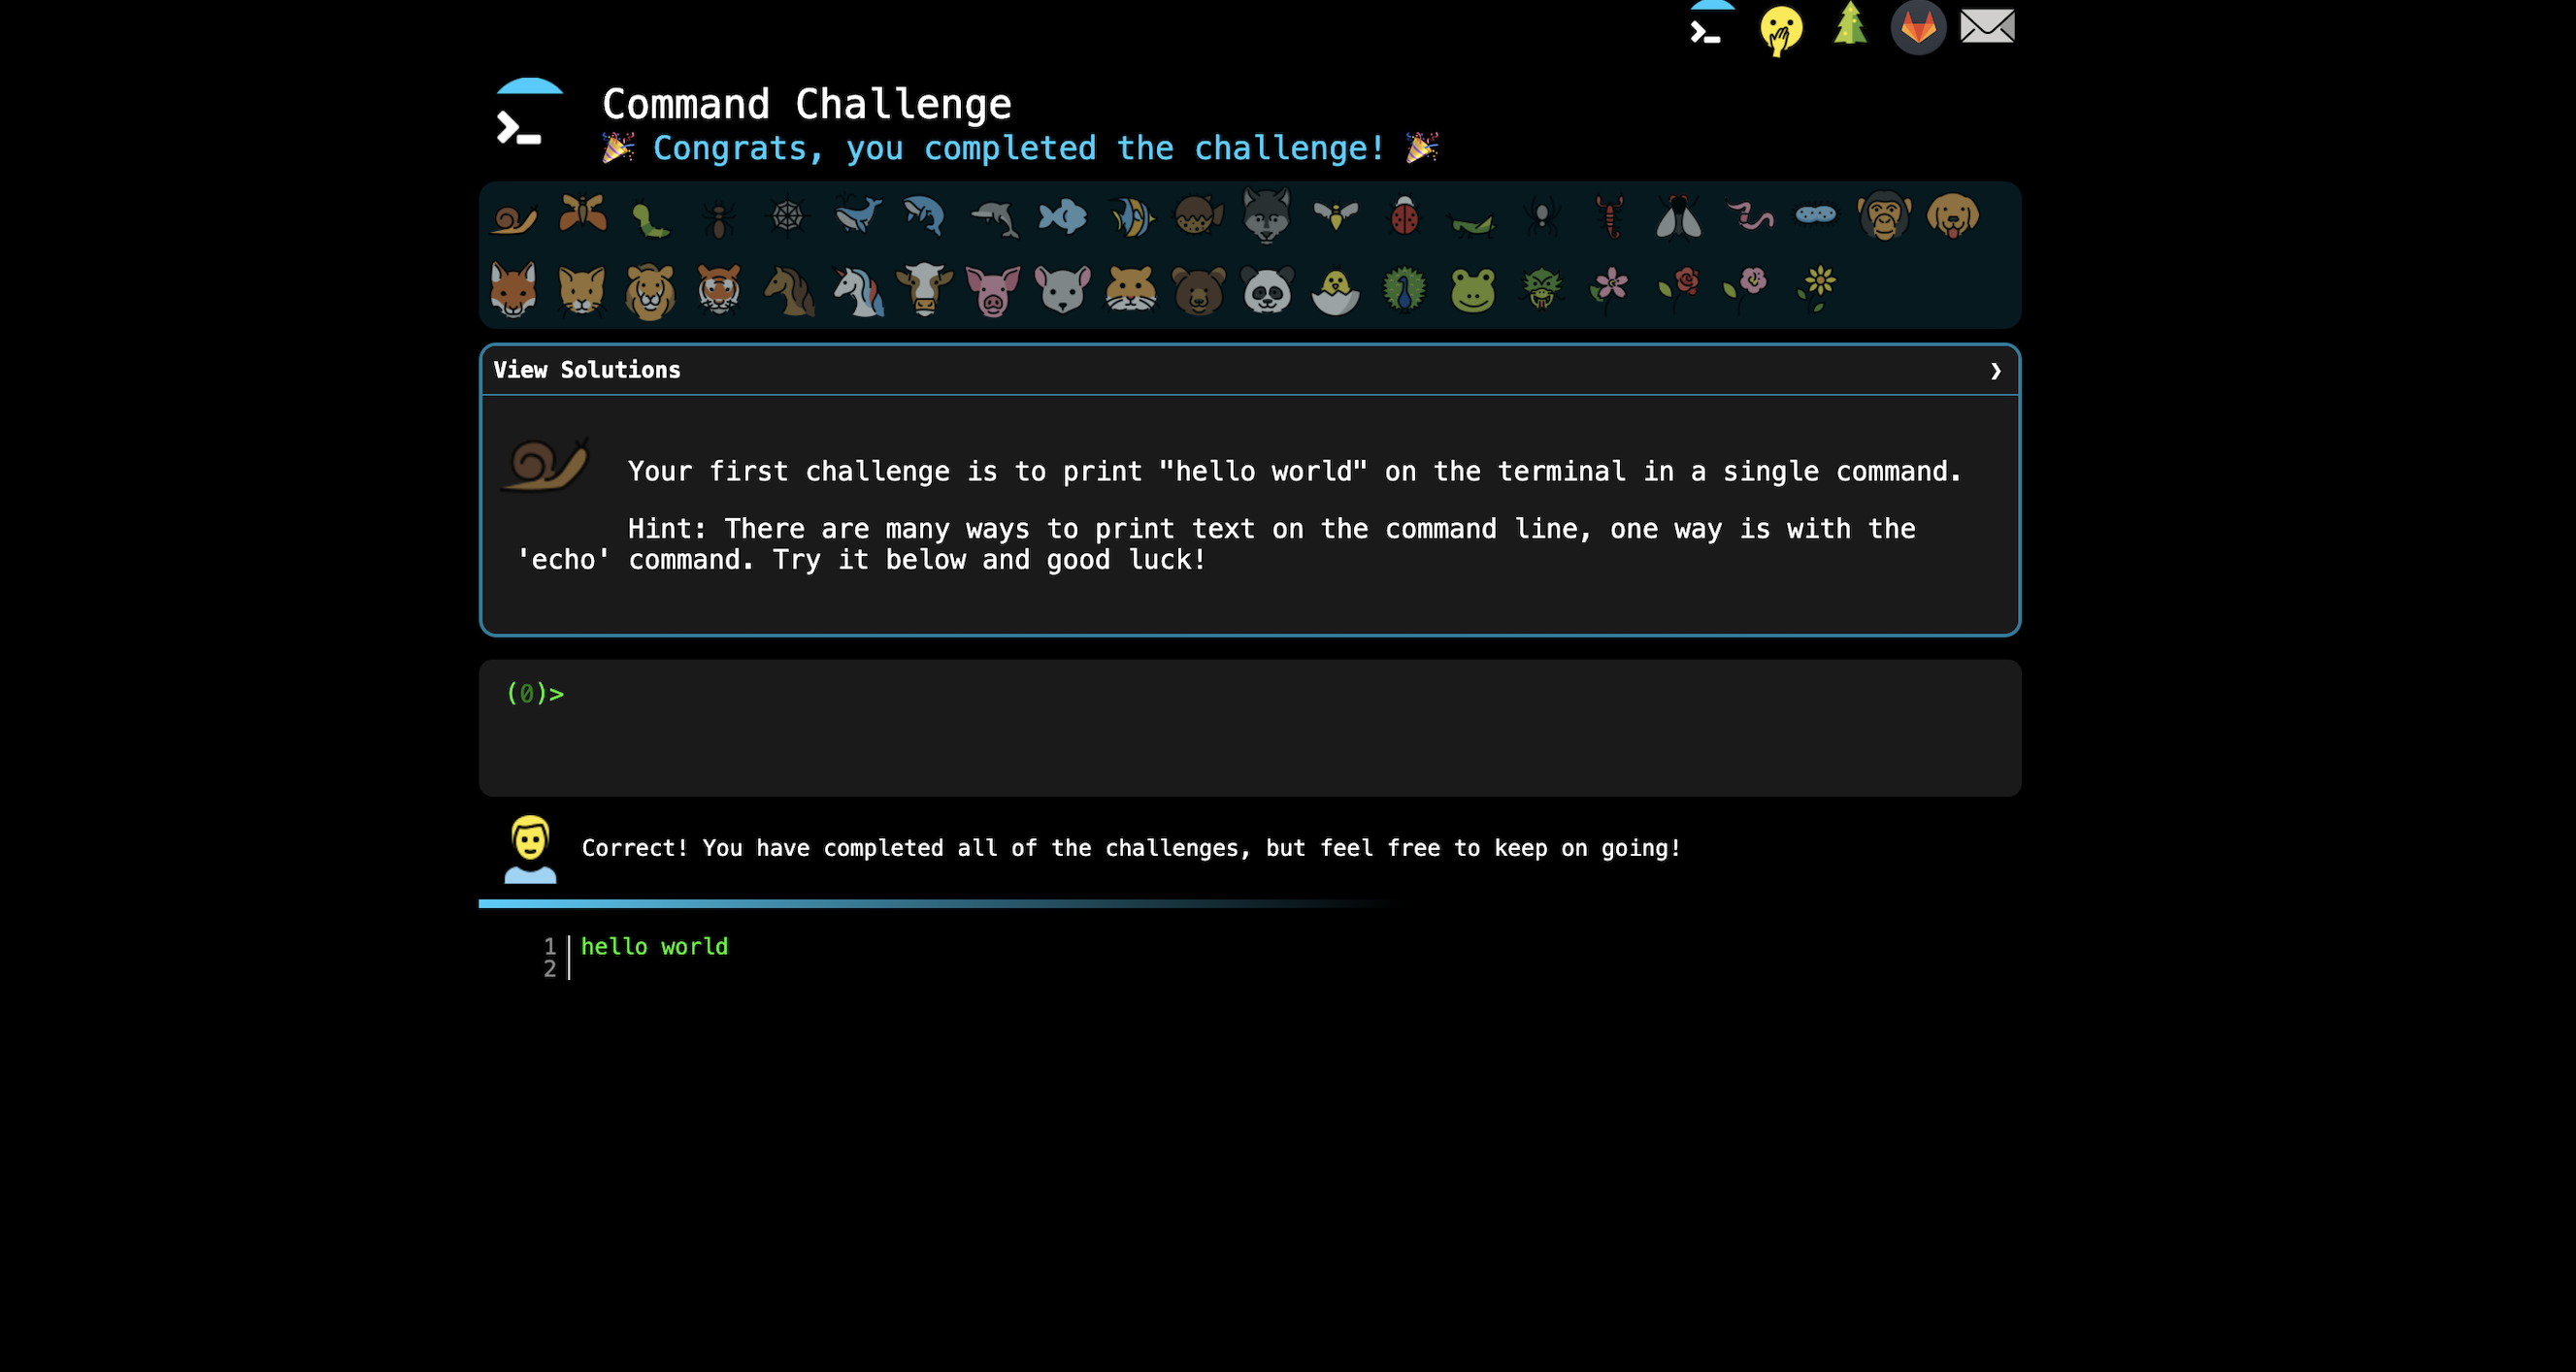 Command Challenge
🎉 Congrats, you completed the challenge! 🎉
View Solutions ❯
Your first challenge is to print "hello world" on the terminal in a single command.
Hint: There are many ways to print text on the command line, one way is with the
'echo' command. Try it below and good luck!
(0)>
Correct! You have completed all of the challenges, but feel free to keep on going!
1 hello world
2